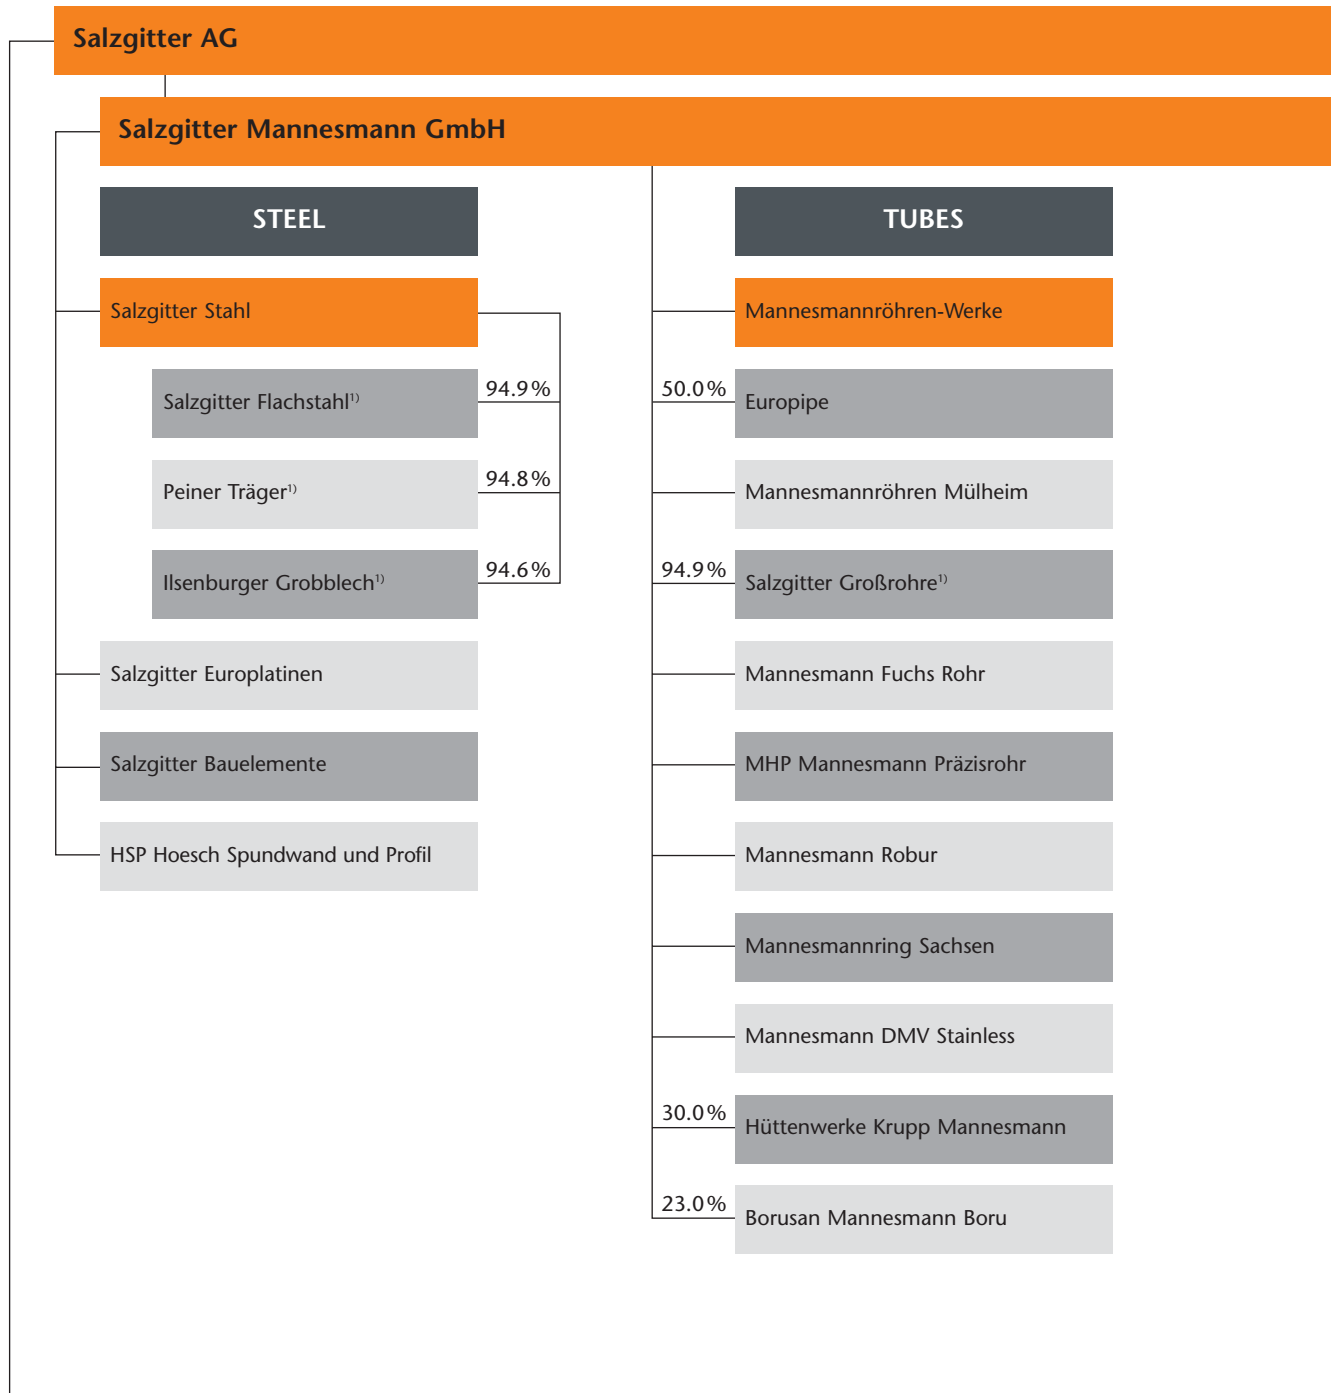 Salzgitter AG
Salzgitter Mannesmann GmbH
STEEL
Salzgitter Stahl
Salzgitter Flachstahl¹⁾
94.9%
Peiner Träger¹⁾
94.8%
Ilsenburger Grobblech¹⁾
94.6%
Salzgitter Europlatinen
Salzgitter Bauelemente
HSP Hoesch Spundwand und Profil
TUBES
Mannesmannröhren-Werke
50.0%
Europipe
Mannesmannröhren Mülheim
94.9%
Salzgitter Großrohre¹⁾
Mannesmann Fuchs Rohr
MHP Mannesmann Präzisrohr
Mannesmann Robur
Mannesmannring Sachsen
Mannesmann DMV Stainless
30.0%
Hüttenwerke Krupp Mannesmann
23.0%
Borusan Mannesmann Boru